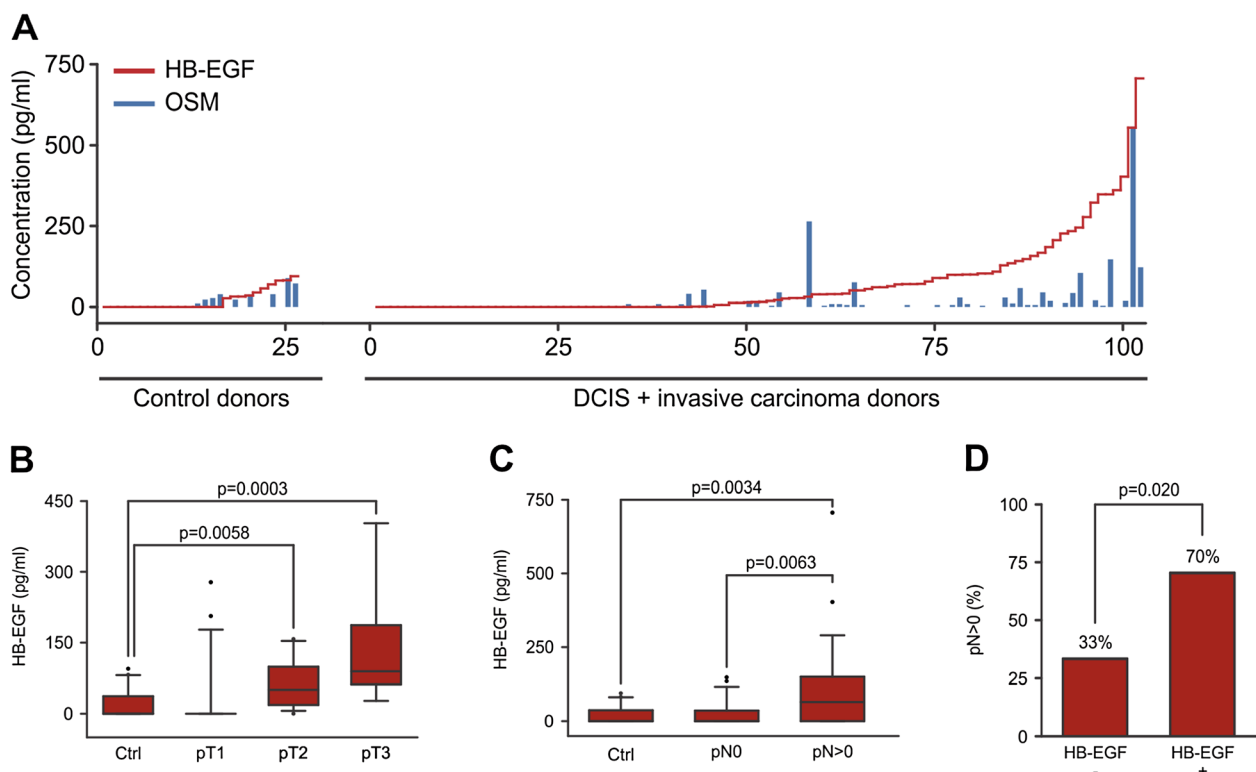 A
Concentration (pg/ml)
750
500
250
0
HB-EGF
OSM
0 25 0 25 50 75 100
Control donors DCIS + invasive carcinoma donors
B
HB-EGF (pg/ml)
450
300
150
0
p=0.0003
p=0.0058
Ctrl pT1 pT2 pT3
C
HB-EGF (pg/ml)
750
500
250
0
p=0.0034
p=0.0063
Ctrl pN0 pN>0
D
pN>0 (%)
100
75
50
25
0
p=0.020
33%
70%
HB-EGF HB-EGF
- +